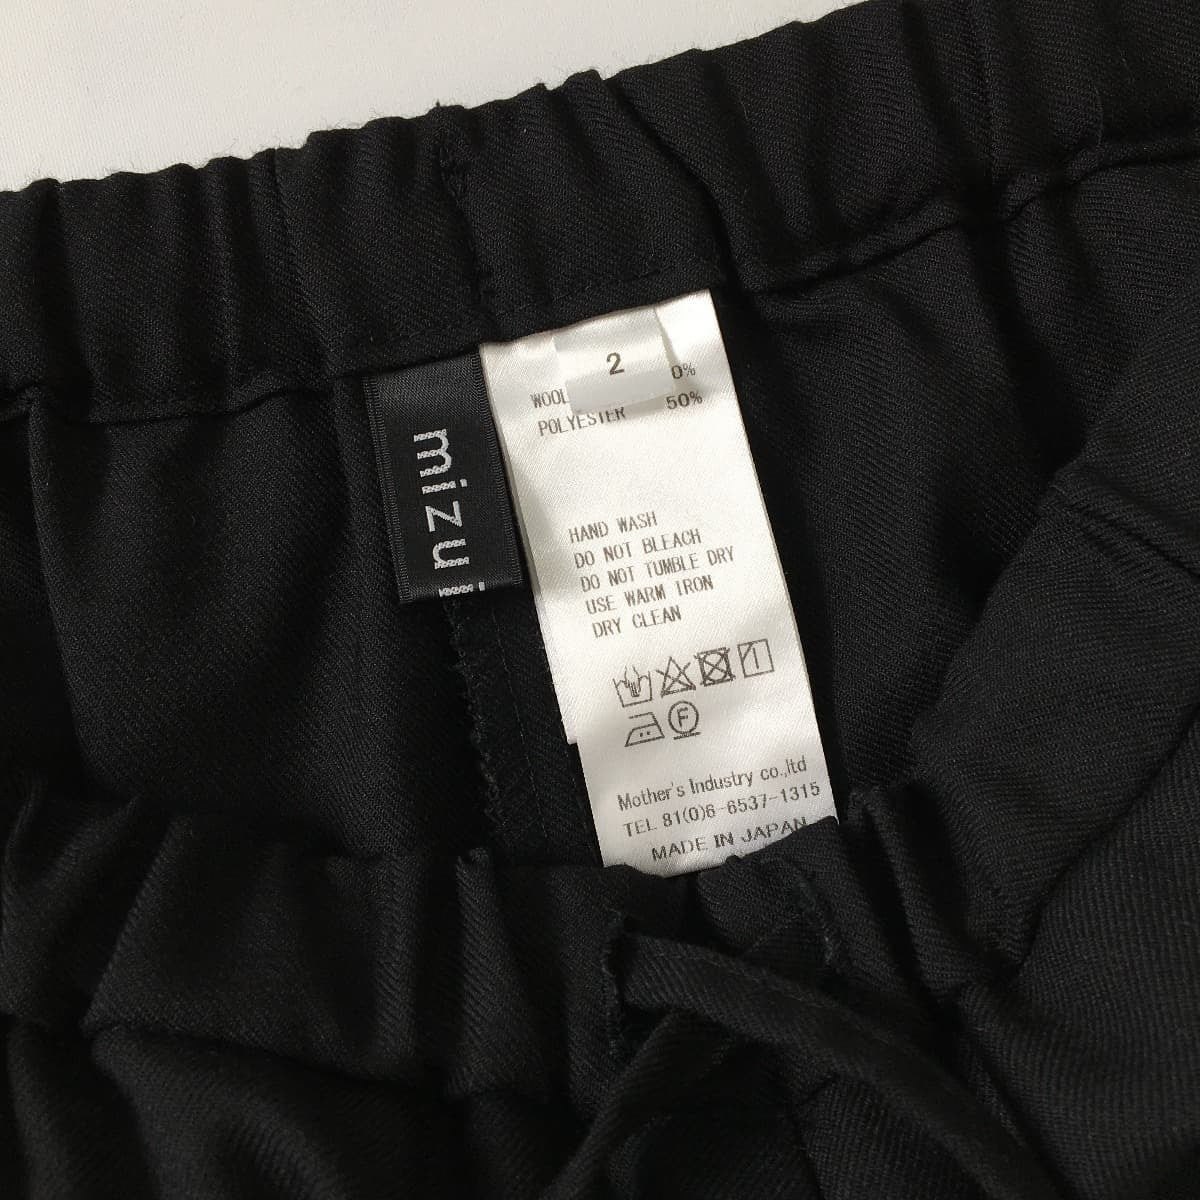 mizuiro
2
WOOL 0%
POLYESTER 50%
HAND WASH
DO NOT BLEACH
DO NOT TUMBLE DRY
USE WARM IRON
DRY CLEAN
F
Mother's Industry co.,ltd
TEL 81(0)6-6537-1315
MADE IN JAPAN